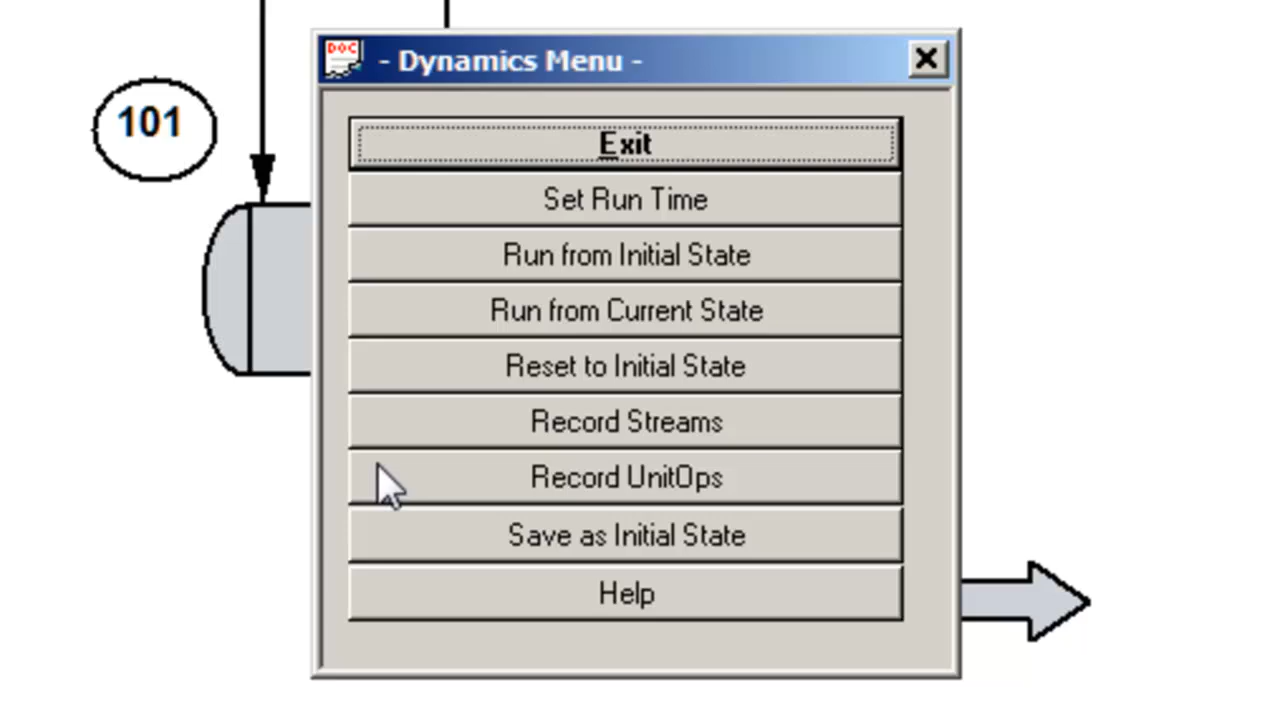 DOC
- Dynamics Menu -
101
Exit
Set Run Time
Run from Initial State
Run from Current State
Reset to Initial State
Record Streams
Record UnitOps
Save as Initial State
Help